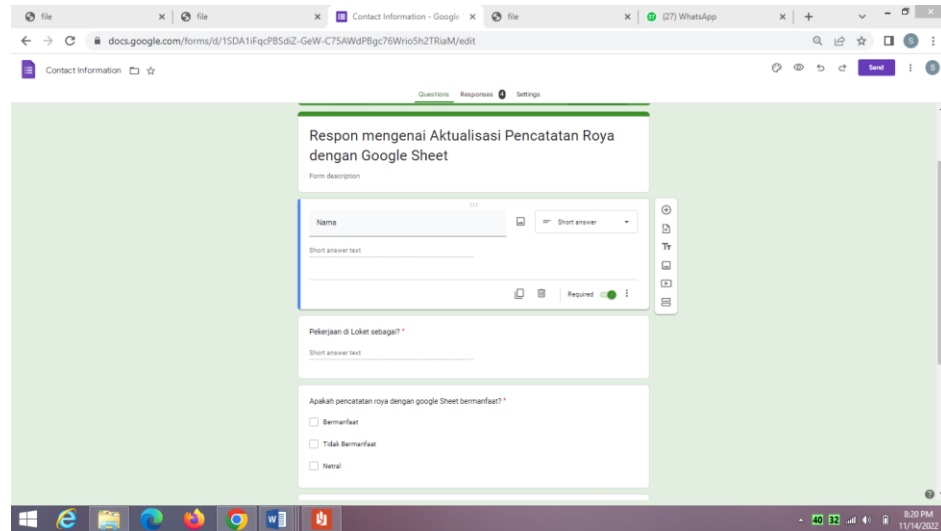 file
file
Contact Information - Google
file
(27) WhatsApp
docs.google.com/forms/d/1SDA1iFqcPBSdiZ-GeW-C75AWdPBgc76Wrio5h2TRiaM/edit
S
Contact Information
Send
S
Questions Responses 4 Settings
Respon mengenai Aktualisasi Pencatatan Roya
dengan Google Sheet
Form description
Nama
Short answer
Short answer text
Required
Pekerjaan di Loket sebagai? *
Short answer text
Apakah pencatatan roya dengan google Sheet bermanfaat? *
Bermanfaat
Tidak Bermanfaat
Netral
40 32
8:20 PM
11/14/2022